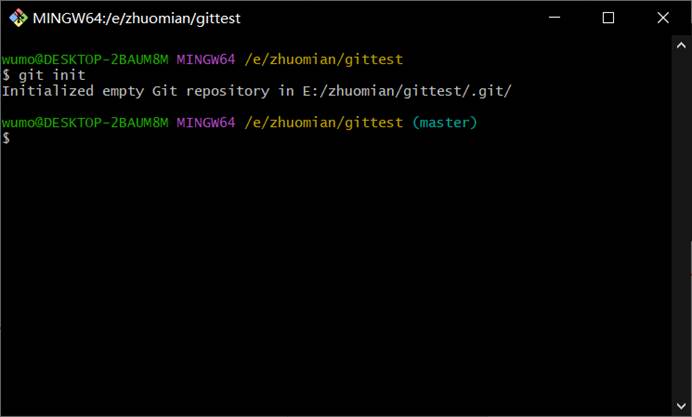 MINGW64:/e/zhuomian/gittest
wumo@DESKTOP-2BAUM8M MINGW64 /e/zhuomian/gittest
$ git init
Initialized empty Git repository in E:/zhuomian/gittest/.git/
wumo@DESKTOP-2BAUM8M MINGW64 /e/zhuomian/gittest (master)
$